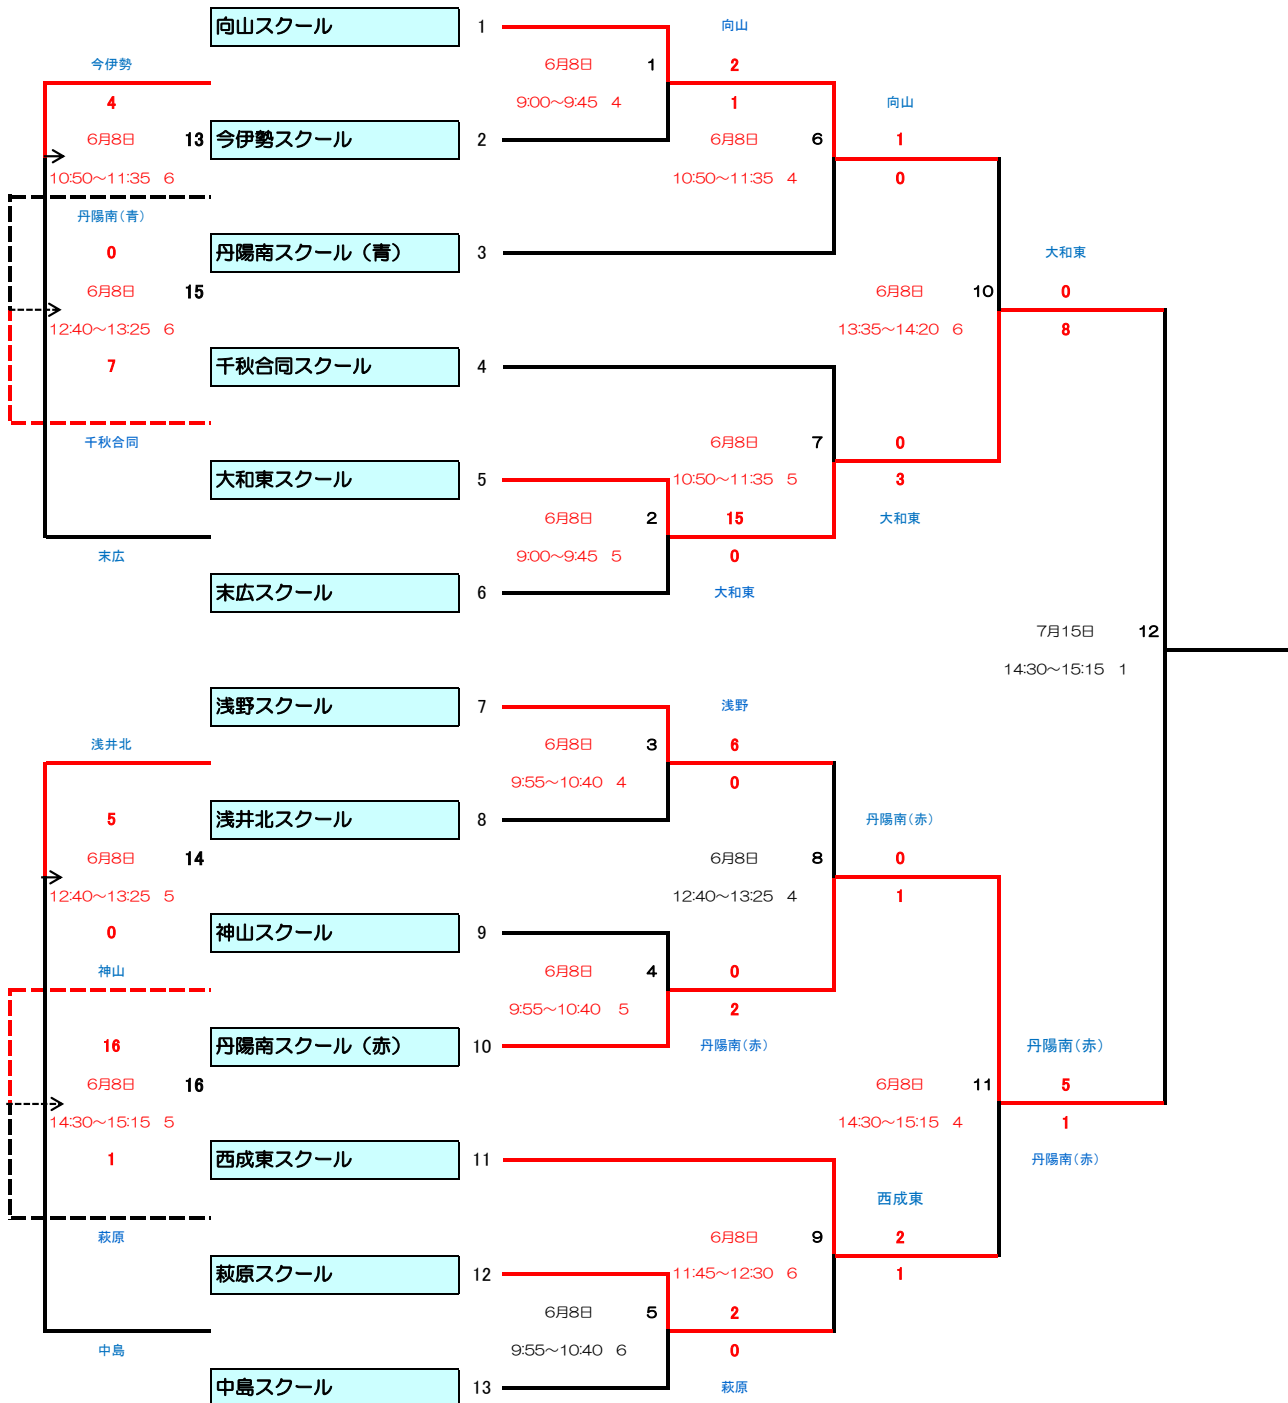 向山スクール 1 向山
今伊勢 6月8日 1 2
4 9:00～9:45 4 1 向山
6月8日 13 今伊勢スクール 2 6月8日 6 1
10:50～11:35 6 10:50～11:35 4 0
丹陽南（青）
0 丹陽南スクール（青） 3 大和東
6月8日 15 6月8日 10 0
12:40～13:25 6 13:35～14:20 6 8
7 千秋合同スクール 4
千秋合同 6月8日 7 0
大和東スクール 5 10:50～11:35 5 3
6月8日 2 15 大和東
末広 9:00～9:45 5 0
末広スクール 6 大和東
7月15日 12
14:30～15:15 1
浅野スクール 7 浅野
浅井北 6月8日 3 6
9:55～10:40 4 0
5 浅井北スクール 8 丹陽南（赤）
6月8日 14 6月8日 8 0
12:40～13:25 5 12:40～13:25 4 1
0 神山スクール 9
神山 6月8日 4 0
9:55～10:40 5 2
16 丹陽南スクール（赤） 10 丹陽南（赤） 丹陽南（赤）
6月8日 16 6月8日 11 5
14:30～15:15 5 14:30～15:15 4 1
1 西成東スクール 11 丹陽南（赤）
西成東
萩原 6月8日 9 2
萩原スクール 12 11:45～12:30 6 1
6月8日 5 2
中島 9:55～10:40 6 0
中島スクール 13 萩原